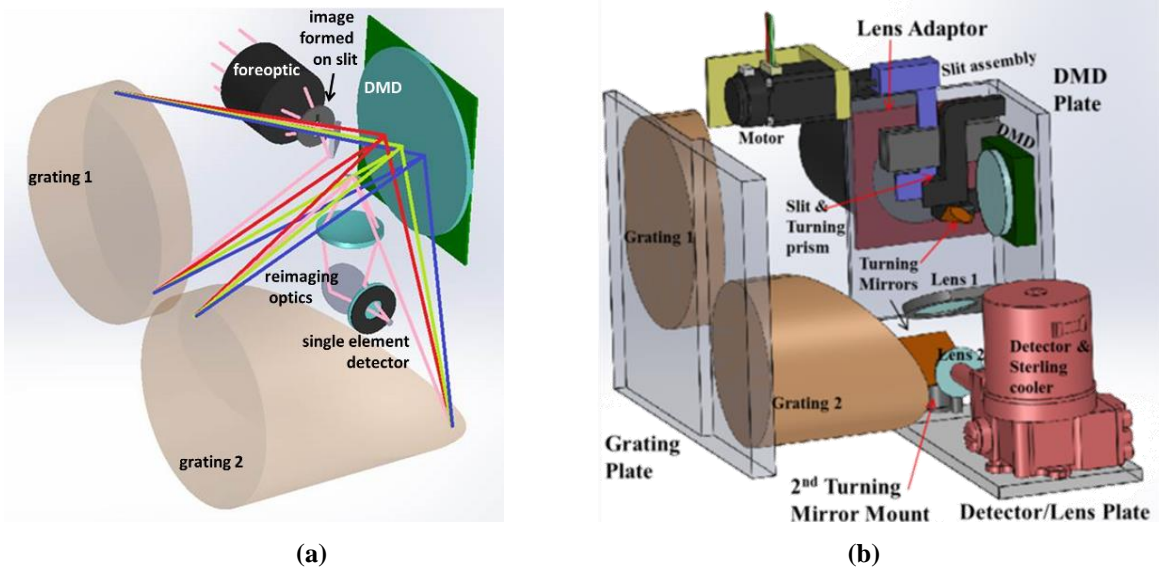 image
formed
on slit
foreoptic
DMD
grating 1
reimaging
optics
single element
detector
grating 2
(a)
Lens Adaptor
Slit assembly
DMD
Plate
Motor
DMD
Slit &
Turning
prism
Grating 1
Turning
Mirrors
Lens 1
Lens 2
Detector &
Sterling
cooler
Grating 2
Grating
Plate
2nd Turning
Mirror Mount
Detector/Lens Plate
(b)